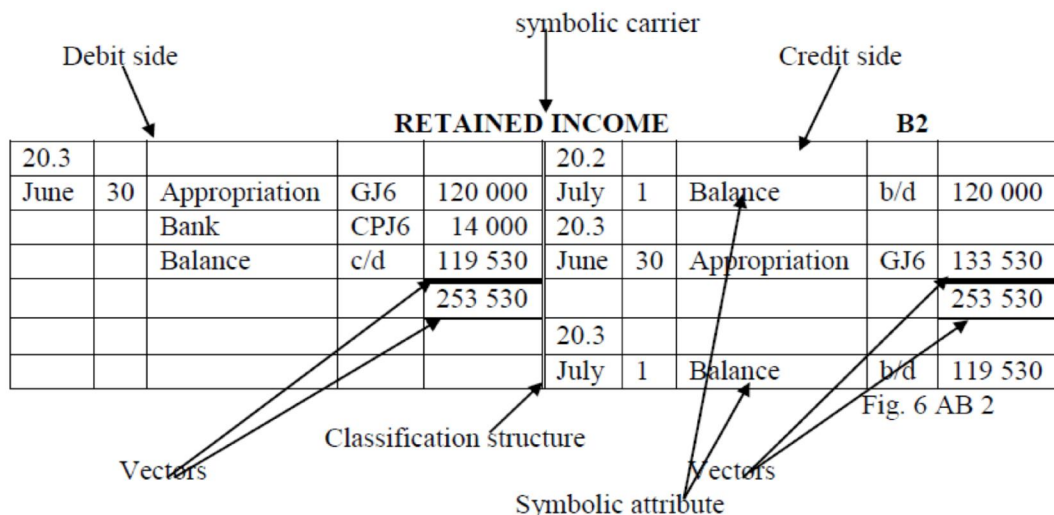 symbolic carrier
Debit side Credit side
RETAINED INCOME B2
20.3 20.2
June 30 Appropriation GJ6 120 000 July 1 Balance b/d 120 000
Bank CPJ6 14 000 20.3
Balance c/d 119 530 June 30 Appropriation GJ6 133 530
253 530 253 530
20.3
July 1 Balance b/d 119 530
Fig. 6 AB 2
Classification structure
Vectors Vectors
Symbolic attribute